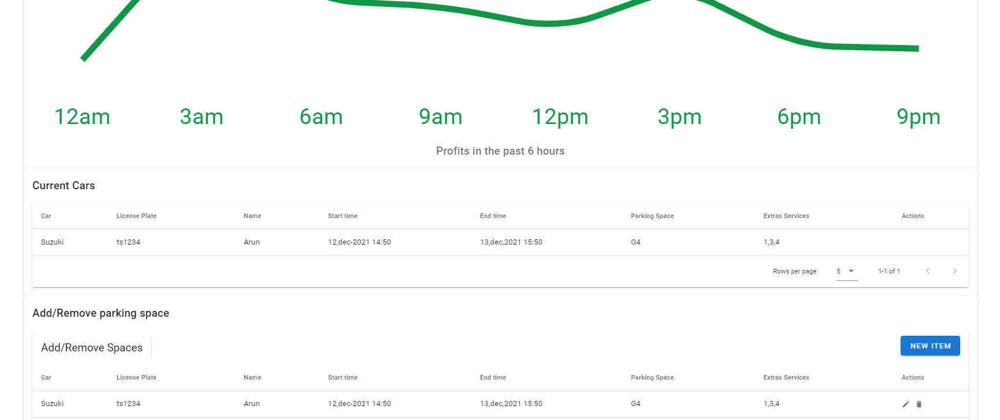 12am 3am 6am 9am 12pm 3pm 6pm 9pm
Profits in the past 6 hours
Current Cars
Car License Plate Name Start time End time Parking Space Extras Services Actions
Suzuki ts1234 Arun 12,dec-2021 14:50 13,dec,2021 15:50 G4 1,3,4
Rows per page: 5 1-1 of 1
Add/Remove parking space
Add/Remove Spaces NEW ITEM
Car License Plate Name Start time End time Parking Space Extras Services Actions
Suzuki ts1234 Arun 12,dec-2021 14:50 13,dec,2021 15:50 G4 1,3,4